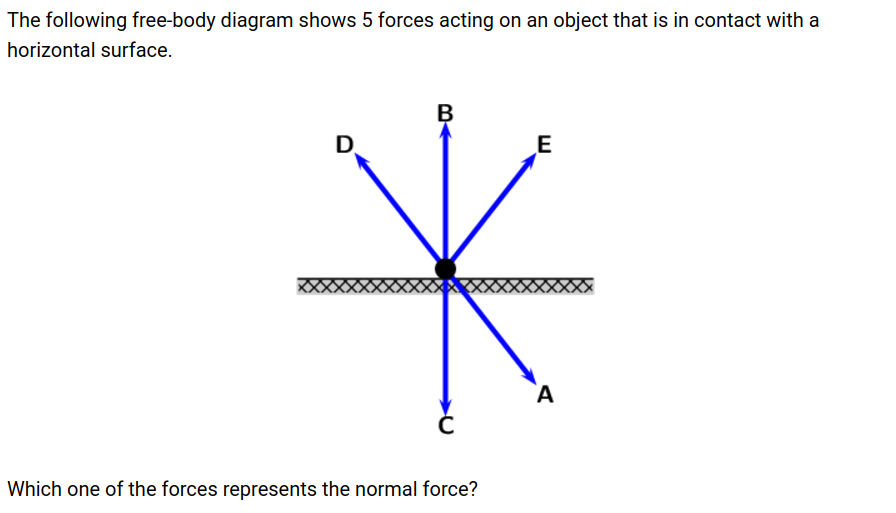 The following free-body diagram shows 5 forces acting on an object that is in contact with a
horizontal surface.
B
D
E
A
C
Which one of the forces represents the normal force?